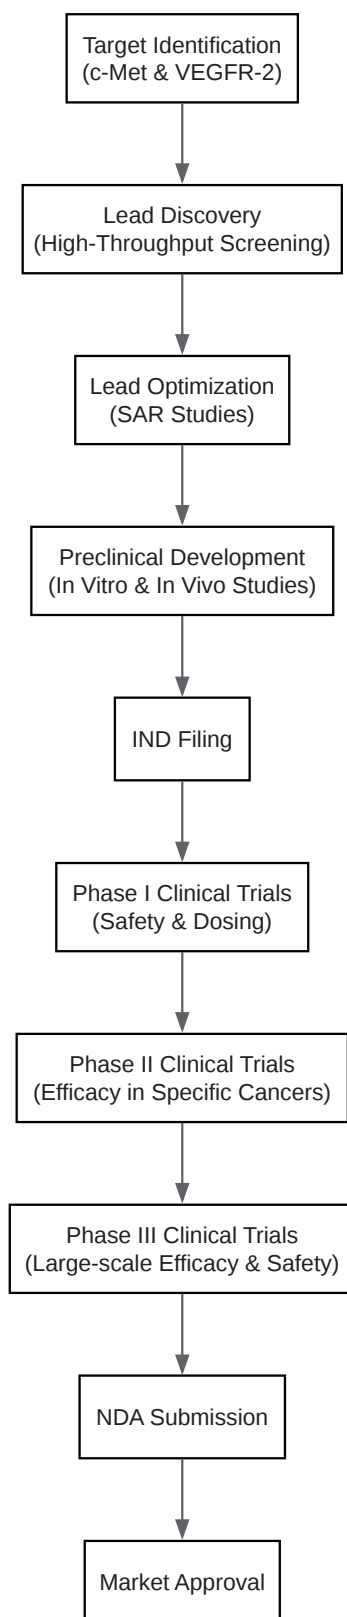 Target Identification
(c-Met & VEGFR-2)
Lead Discovery
(High-Throughput Screening)
Lead Optimization
(SAR Studies)
Preclinical Development
(In Vitro & In Vivo Studies)
IND Filing
Phase I Clinical Trials
(Safety & Dosing)
Phase II Clinical Trials
(Efficacy in Specific Cancers)
Phase III Clinical Trials
(Large-scale Efficacy & Safety)
NDA Submission
Market Approval